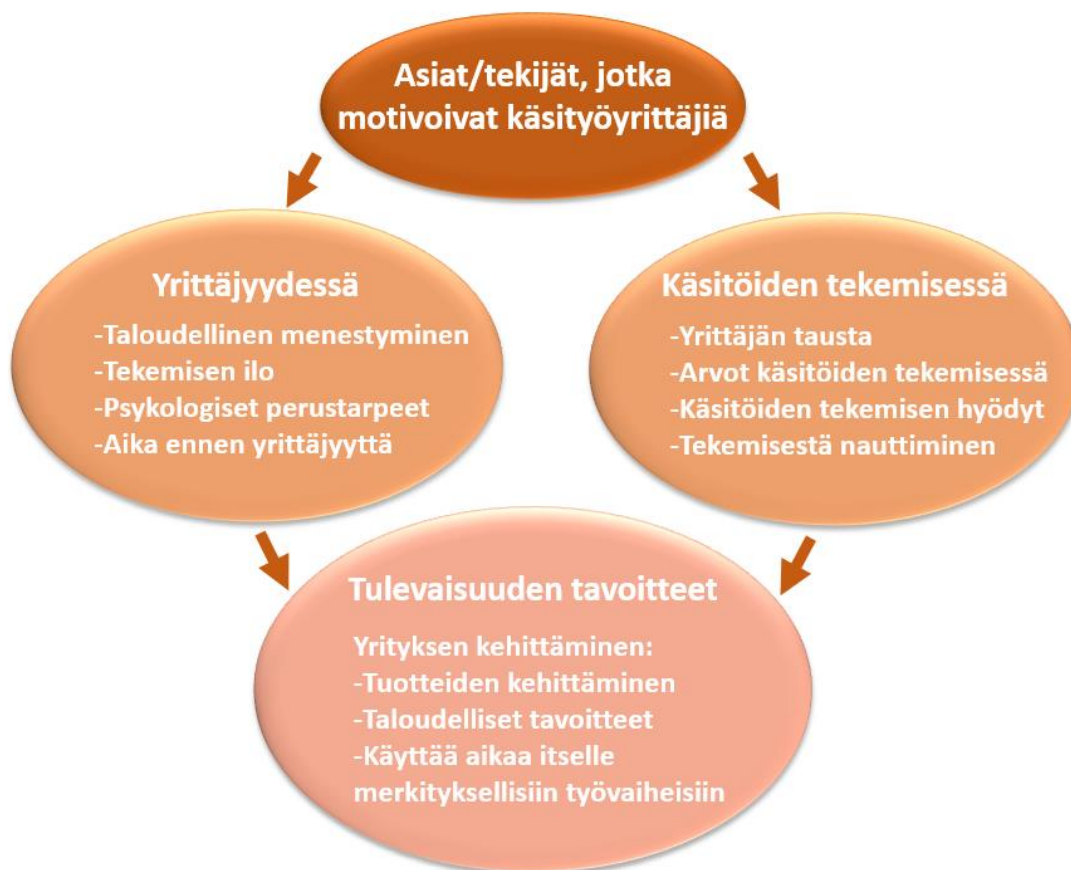 Asiat/tekijät, jotka
motivoivat käsityöyrittäjiä
Yrittäjyydessä
-Taloudellinen menestyminen
-Tekemisen ilo
-Psykologiset perustarpeet
-Aika ennen yrittäjyyttä
Käsitöiden tekemisessä
-Yrittäjän tausta
-Arvot käsitöiden tekemisessä
-Käsitöiden tekemisen hyödyt
-Tekemisestä nauttiminen
Tulevaisuuden tavoitteet
Yrityksen kehittäminen:
-Tuotteiden kehittäminen
-Taloudelliset tavoitteet
-Käyttää aikaa itselle
merkityksellisiin työvaiheisiin